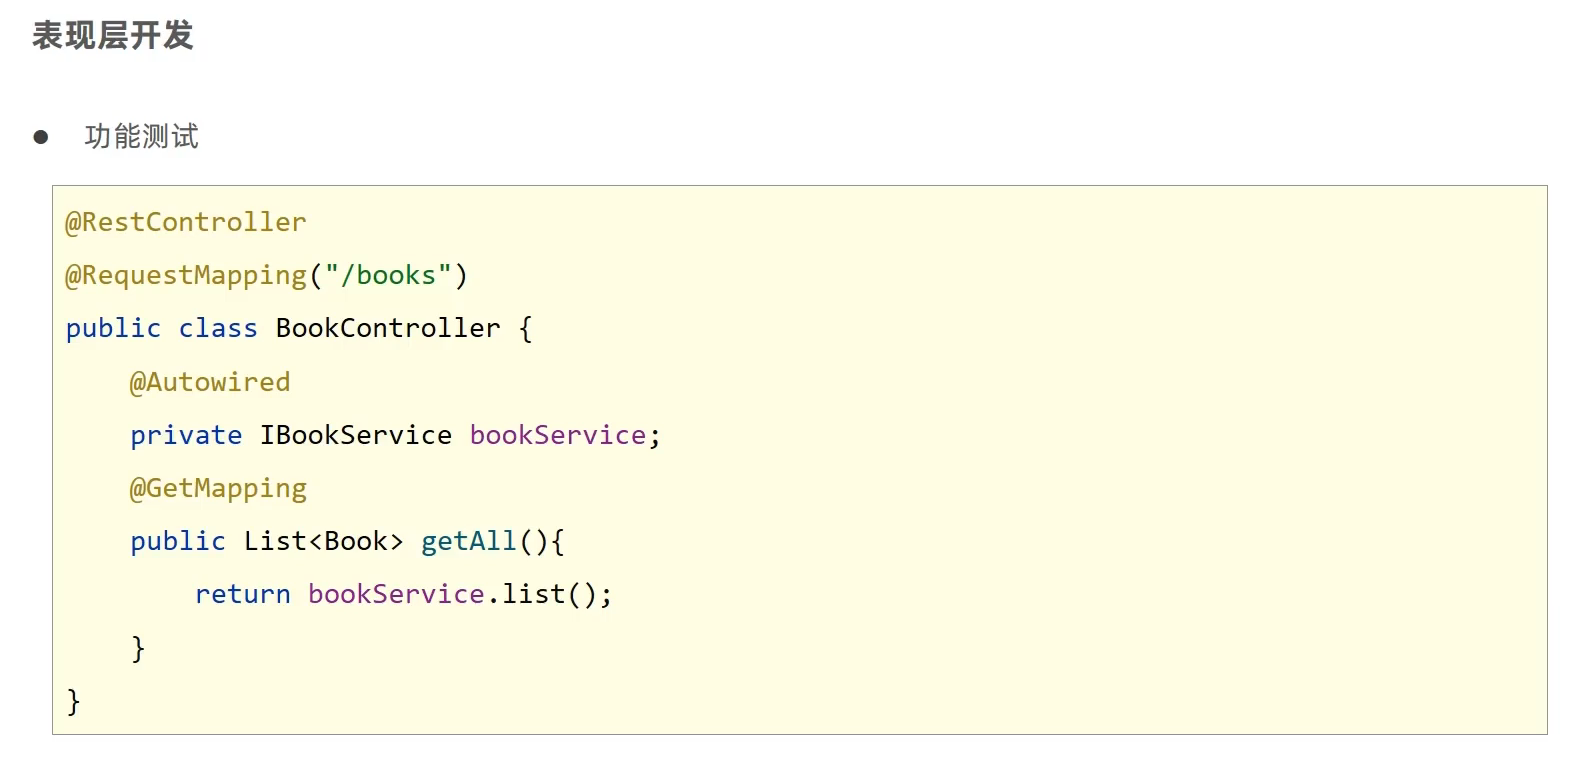 表现层开发
● 功能测试
@RestController
@RequestMapping("/books")
public class BookController {
    @Autowired
    private IBookService bookService;
    @GetMapping
    public List<Book> getAll(){
        return bookService.list();
    }
}